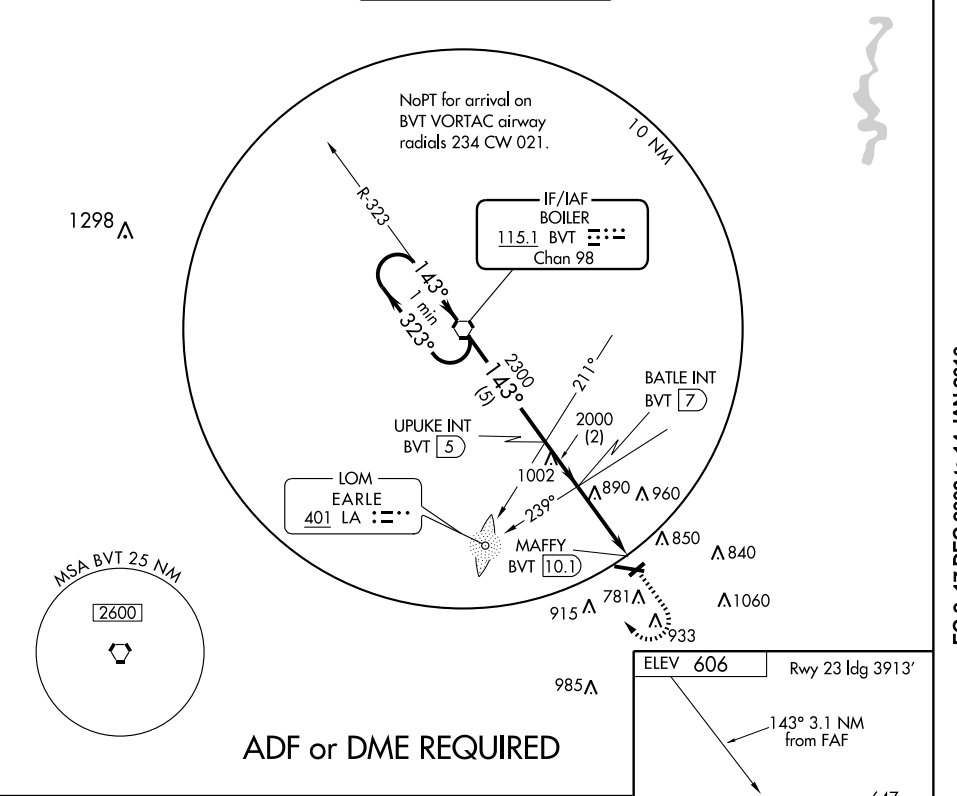 NoPT for arrival on
BVT VORTAC airway
radials 234 CW 021.
10 NM
R-323
1298
IF/IAF
BOILER
115.1 BVT
Chan 98
143°
1 min
323°
2300
143°
(5)
211°
BATLE INT
BVT 7
UPUKE INT
BVT 5
2000
(2)
1002
LOM
EARLE
401 LA
890
960
239°
MAFFY
BVT 10.1
850
840
MSA BVT 25 NM
2600
915
781
1060
933
985
ELEV 606
Rwy 23 ldg 3913'
143° 3.1 NM
from FAF
ADF or DME REQUIRED